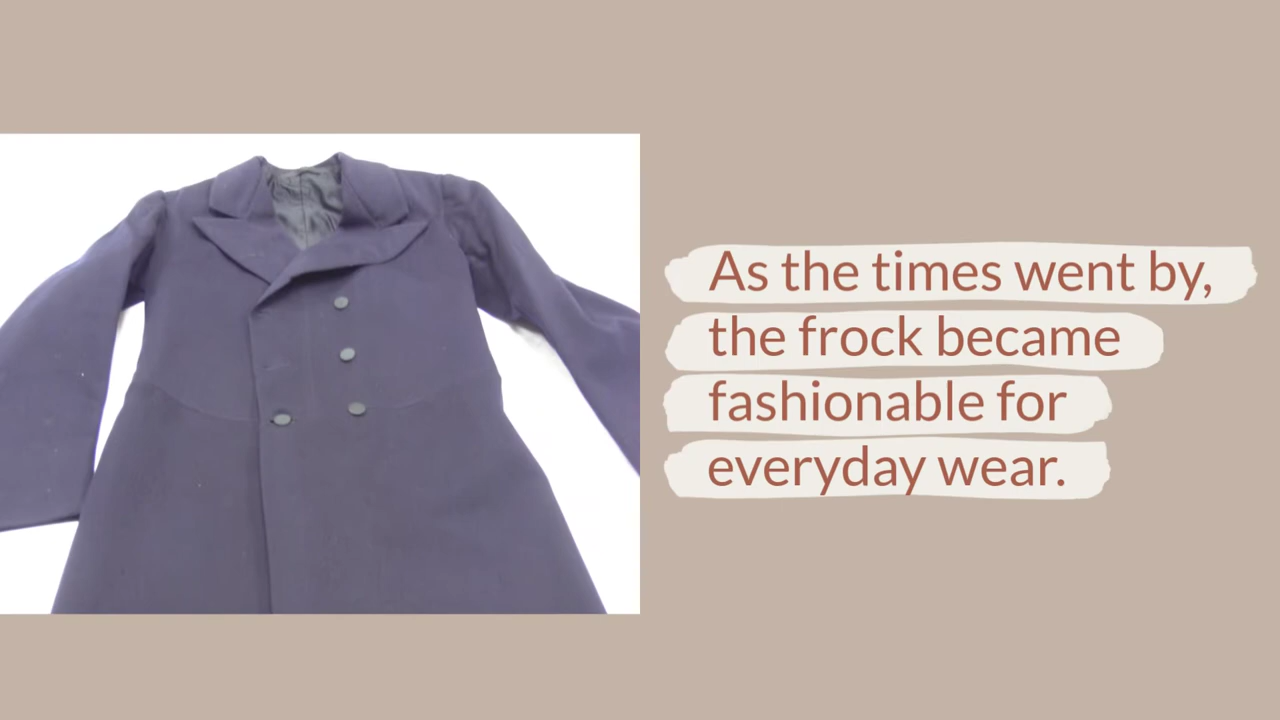 As the times went by,
the frock became
fashionable for
everyday wear.